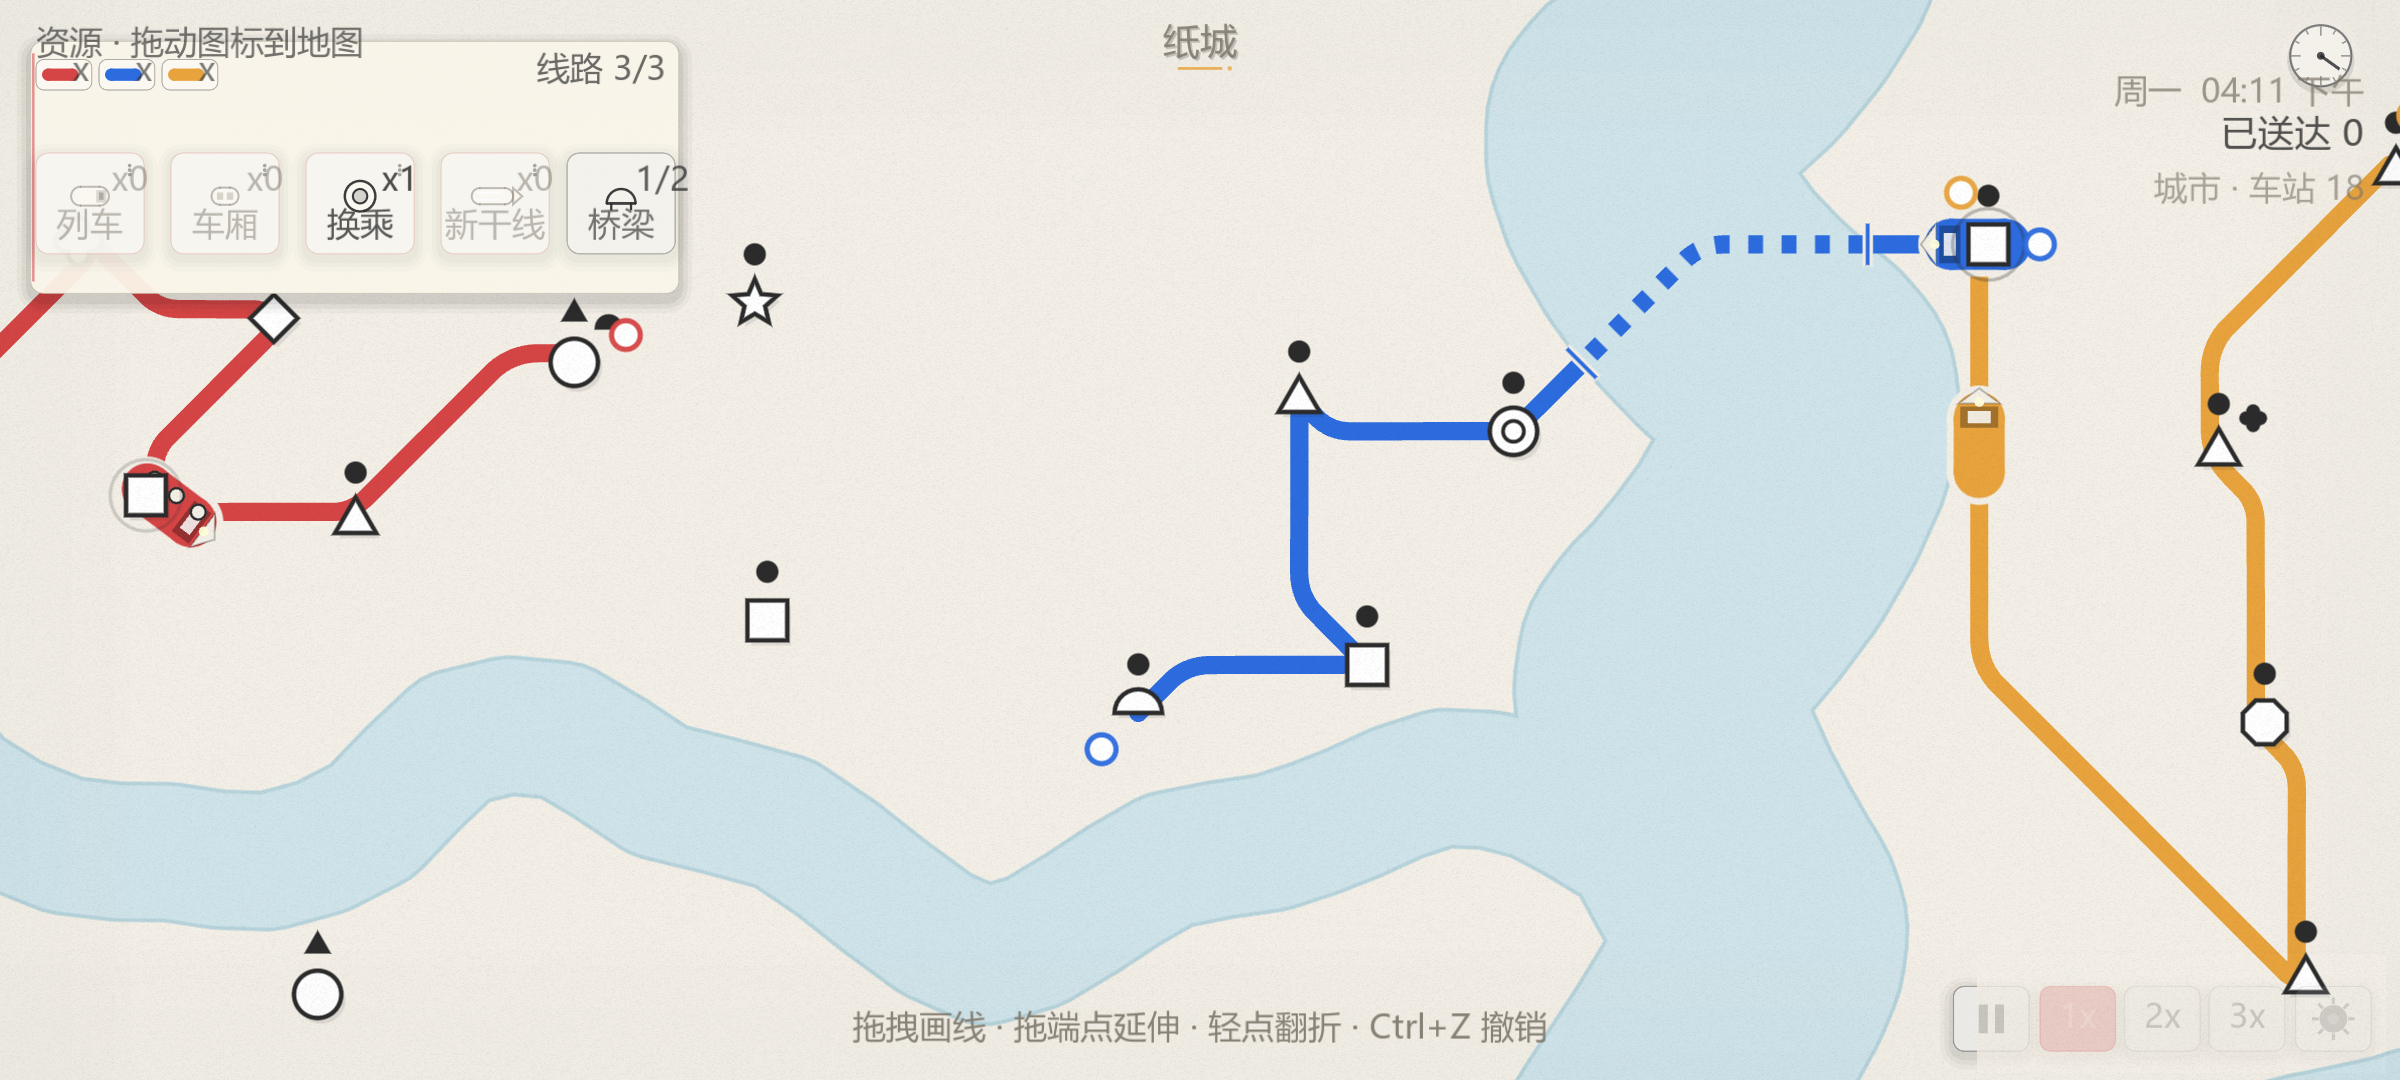 资源 · 拖动图标到地图
X X X
线路 3/3
x0 x0 x1 x0 1/2
列车 车厢 换乘 新干线 桥梁
纸城
周一 04:11 下午
已送达 0
城市 · 车站 18
拖拽画线 · 拖端点延伸 · 轻点翻折 · Ctrl+Z 撤销
1x 2x 3x